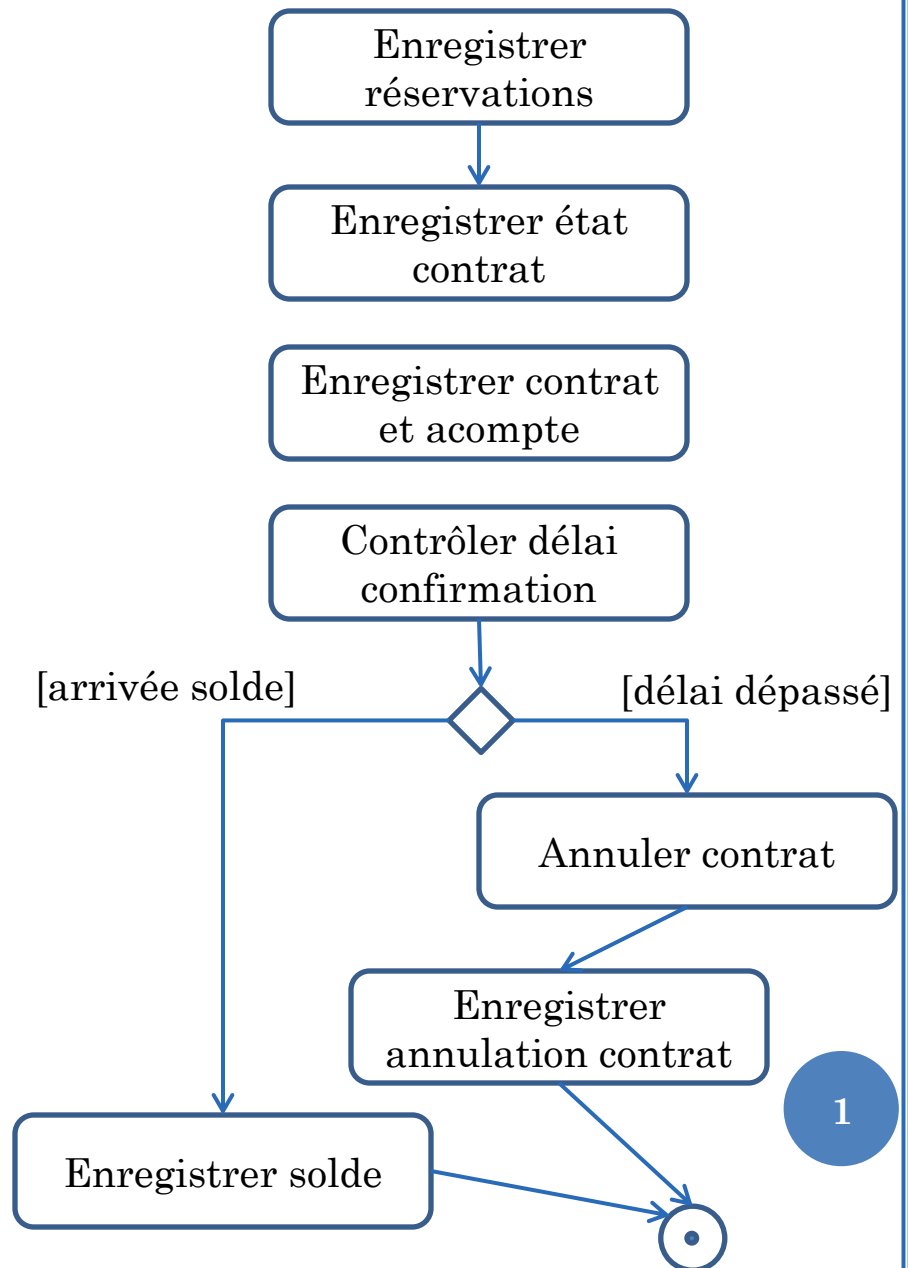 Enregistrer
réservations
Enregistrer état
contrat
Enregistrer contrat
et acompte
Contrôler délai
confirmation
[arrivée solde]
[délai dépassé]
Annuler contrat
Enregistrer
annulation contrat
1
Enregistrer solde